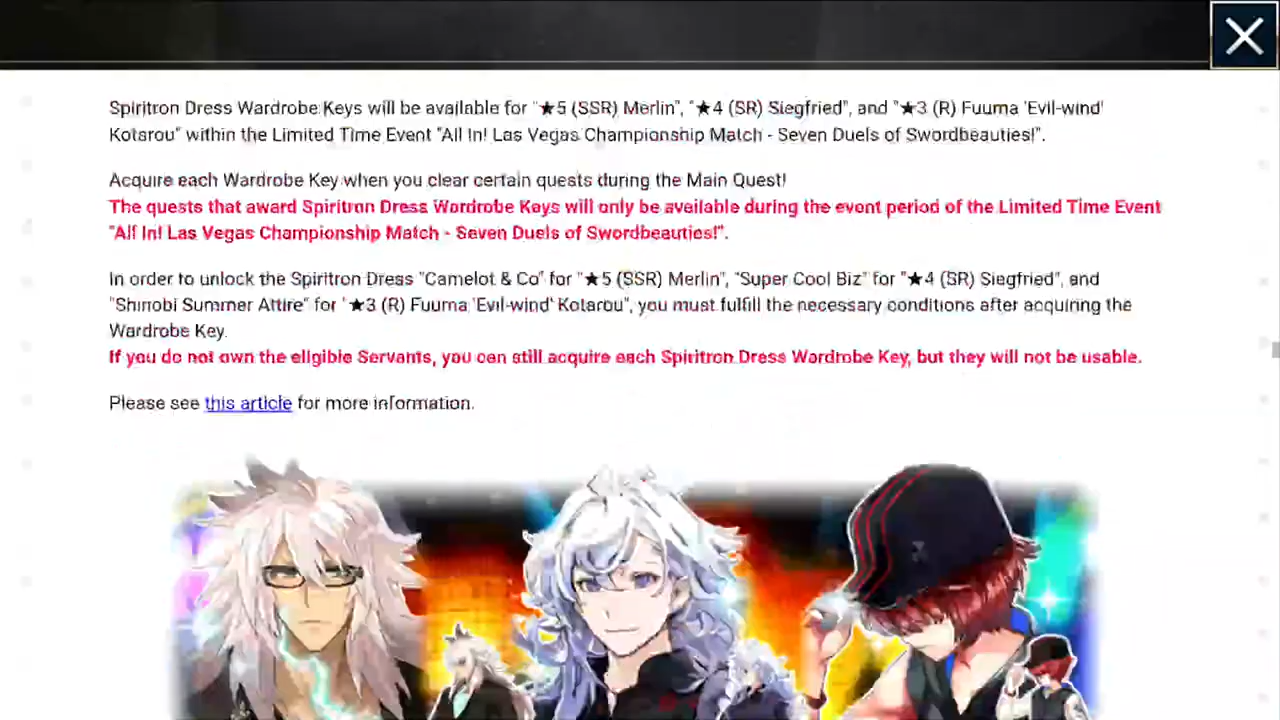 Spiritron Dress Wardrobe Keys will be available for "★5 (SSR) Merlin", "★4 (SR) Siegfried", and "★3 (R) Fuuma 'Evil-wind'
Kotarou" within the Limited Time Event "All In! Las Vegas Championship Match - Seven Duels of Swordbeauties!".
Acquire each Wardrobe Key when you clear certain quests during the Main Quest!
The quests that award Spiritron Dress Wardrobe Keys will only be available during the event period of the Limited Time Event
"All In! Las Vegas Championship Match - Seven Duels of Swordbeauties!".
In order to unlock the Spiritron Dress "Camelot & Co" for "★5 (SSR) Merlin", "Super Cool Biz" for "★4 (SR) Siegfried", and
"Shinobi Summer Attire" for "★3 (R) Fuuma 'Evil-wind' Kotarou", you must fulfill the necessary conditions after acquiring the
Wardrobe Key.
If you do not own the eligible Servants, you can still acquire each Spiritron Dress Wardrobe Key, but they will not be usable.
Please see this article for more information.